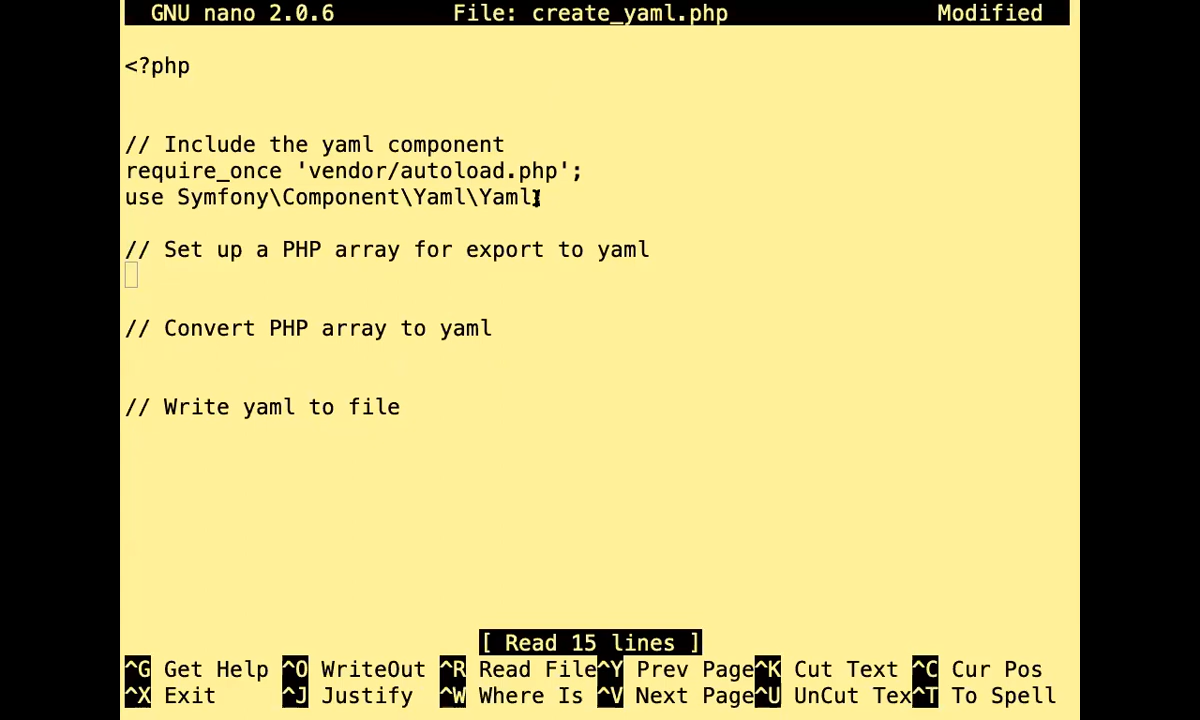 GNU nano 2.0.6 File: create_yaml.php Modified
<?php
// Include the yaml component
require_once 'vendor/autoload.php';
use Symfony\Component\Yaml\Yaml
// Set up a PHP array for export to yaml
// Convert PHP array to yaml
// Write yaml to file
[ Read 15 lines ]
^G Get Help ^O WriteOut ^R Read File^Y Prev Page^K Cut Text ^C Cur Pos
^X Exit ^J Justify ^W Where Is ^V Next Page^U UnCut Tex^T To Spell